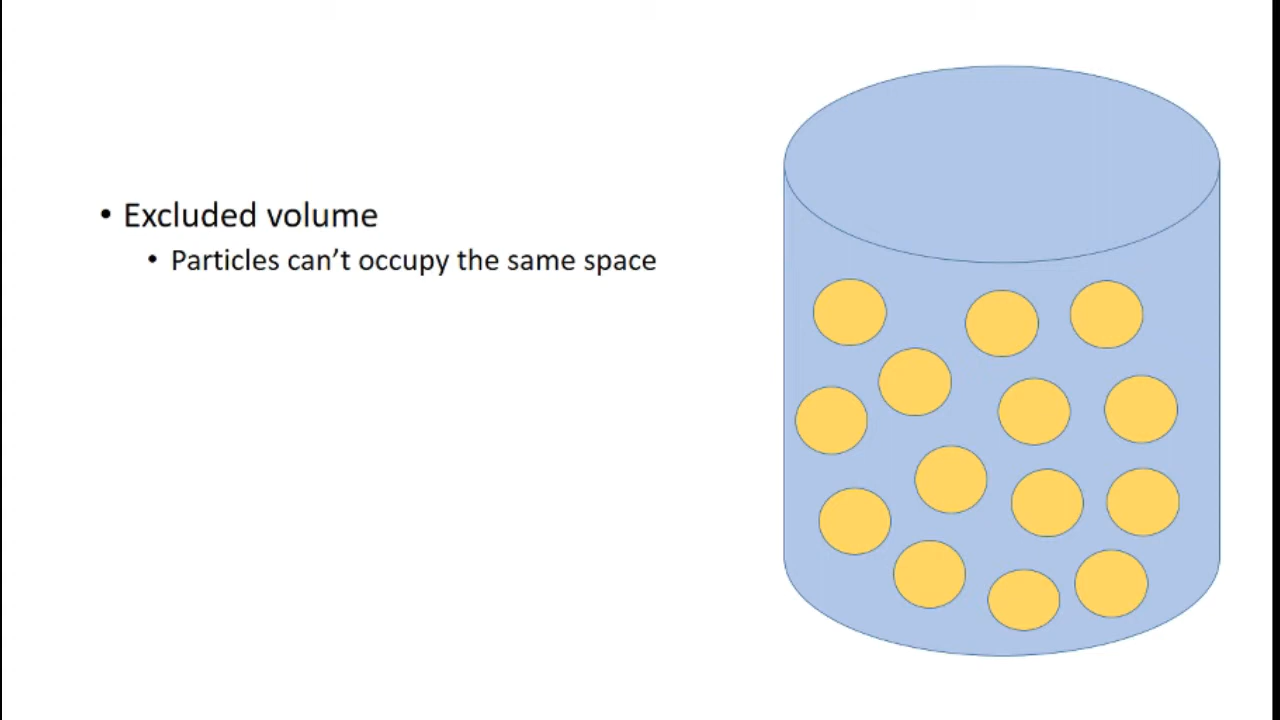 • Excluded volume
• Particles can’t occupy the same space